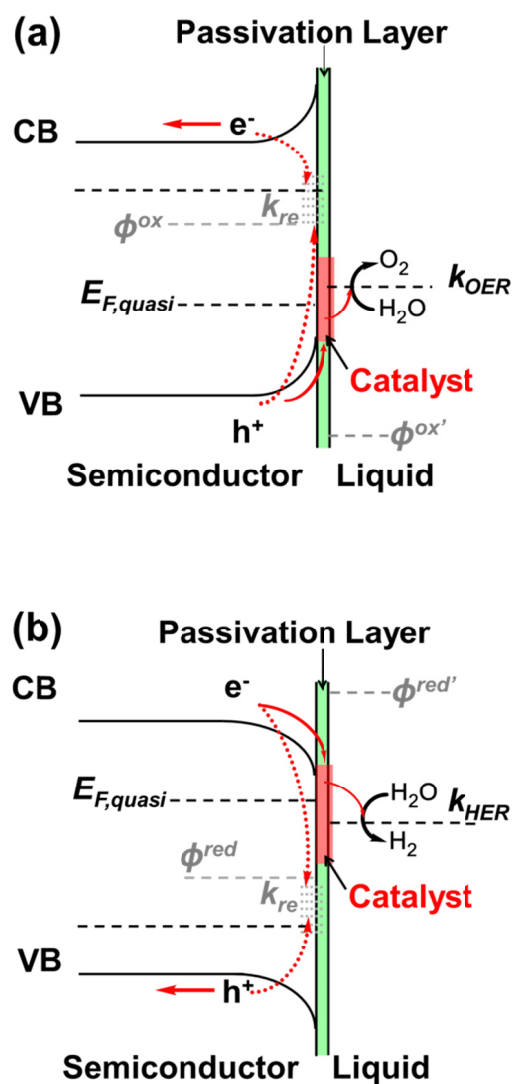 (a)
Passivation Layer
CB
e⁻
k_re
ϕ^ox
O₂
E_F,quasi
k_OER
H₂O
Catalyst
VB
h⁺
ϕ^ox'
Semiconductor Liquid
(b)
Passivation Layer
CB
e⁻
ϕ^red'
E_F,quasi
H₂O
k_HER
H₂
ϕ^red
k_re
Catalyst
VB
h⁺
Semiconductor Liquid